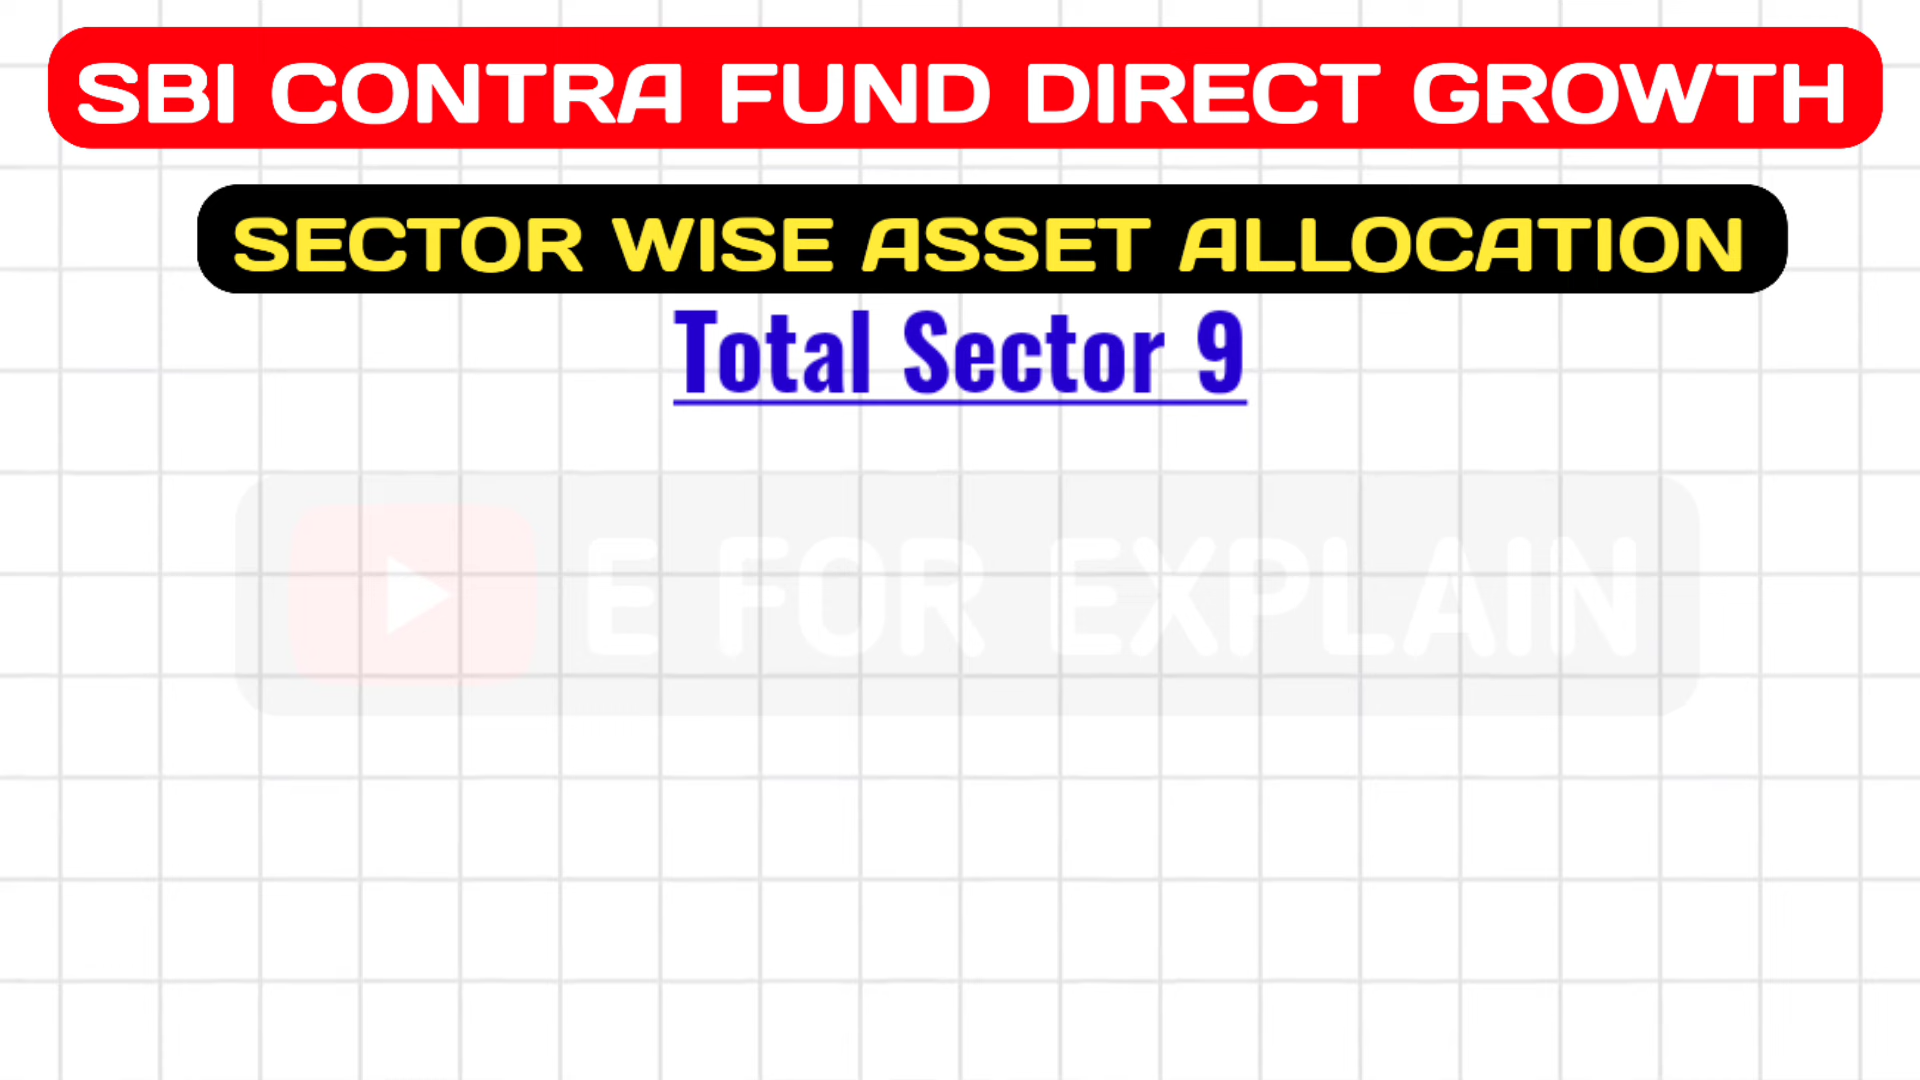 SBI CONTRA FUND DIRECT GROWTH
SECTOR WISE ASSET ALLOCATION
Total Sector 9
E FOR EXPLAIN